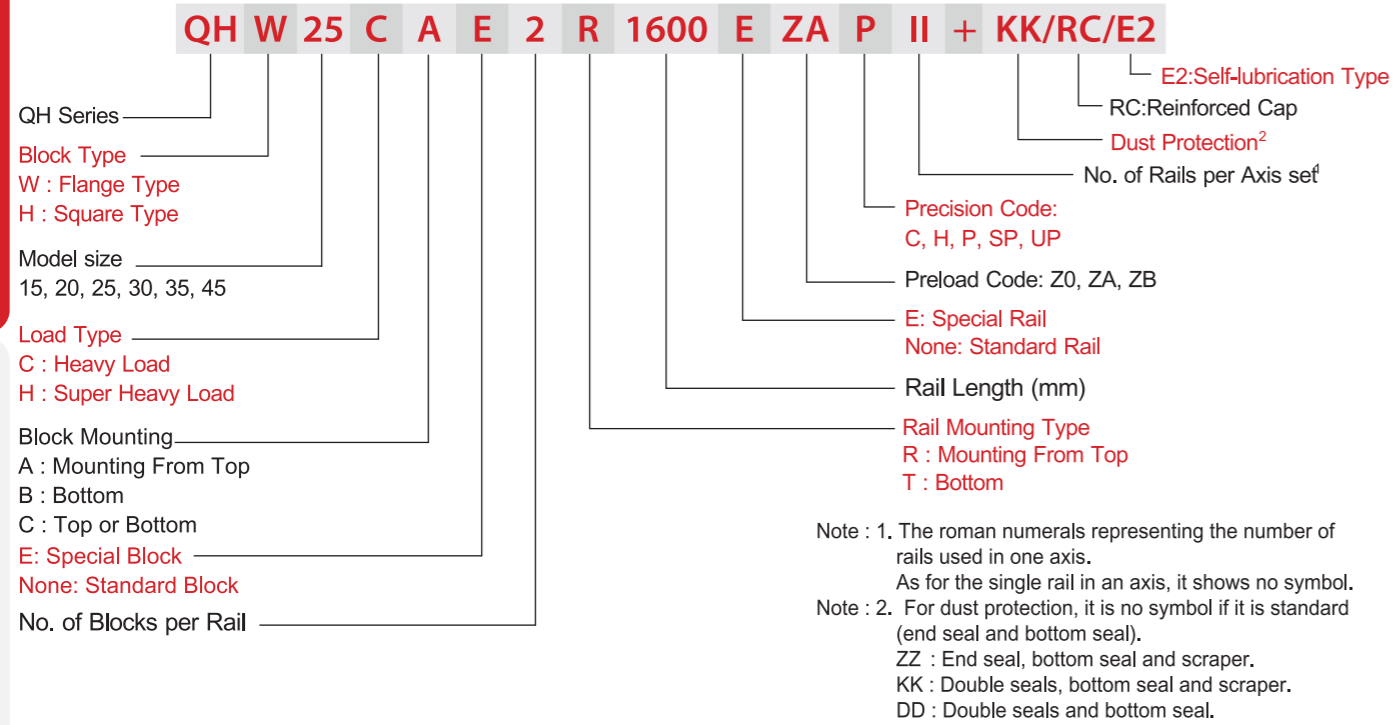 QH W 25 C A E 2 R 1600 E ZA P II + KK/RC/E2
QH Series
Block Type
W : Flange Type
H : Square Type
Model size
15, 20, 25, 30, 35, 45
Load Type
C : Heavy Load
H : Super Heavy Load
Block Mounting
A : Mounting From Top
B : Bottom
C : Top or Bottom
E: Special Block
None: Standard Block
No. of Blocks per Rail
E2:Self-lubrication Type
RC:Reinforced Cap
Dust Protection²
No. of Rails per Axis set¹
Precision Code:
C, H, P, SP, UP
Preload Code: Z0, ZA, ZB
E: Special Rail
None: Standard Rail
Rail Length (mm)
Rail Mounting Type
R : Mounting From Top
T : Bottom
Note : 1. The roman numerals representing the number of
rails used in one axis.
As for the single rail in an axis, it shows no symbol.
Note : 2. For dust protection, it is no symbol if it is standard
(end seal and bottom seal).
ZZ : End seal, bottom seal and scraper.
KK : Double seals, bottom seal and scraper.
DD : Double seals and bottom seal.